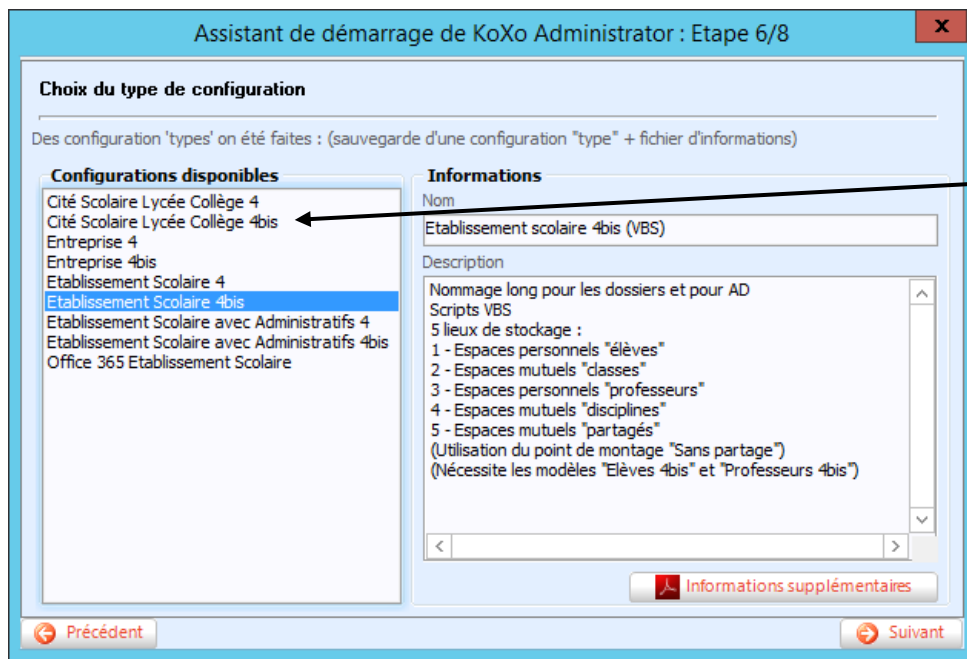 Assistant de démarrage de KoXo Administrator : Etape 6/8
x
Choix du type de configuration
Des configuration 'types' on été faites : (sauvegarde d'une configuration "type" + fichier d'informations)
Configurations disponibles
Cité Scolaire Lycée Collège 4
Cité Scolaire Lycée Collège 4bis
Entreprise 4
Entreprise 4bis
Etablissement Scolaire 4
Etablissement Scolaire 4bis
Etablissement Scolaire avec Administratifs 4
Etablissement Scolaire avec Administratifs 4bis
Office 365 Etablissement Scolaire
Informations
Nom
Etablissement scolaire 4bis (VBS)
Description
Nommage long pour les dossiers et pour AD
Scripts VBS
5 lieux de stockage :
1 - Espaces personnels "élèves"
2 - Espaces mutuels "classes"
3 - Espaces personnels "professeurs"
4 - Espaces mutuels "disciplines"
5 - Espaces mutuels "partagés"
(Utilisation du point de montage "Sans partage")
(Nécessite les modèles "Elèves 4bis" et "Professeurs 4bis")
Informations supplémentaires
Précédent
Suivant